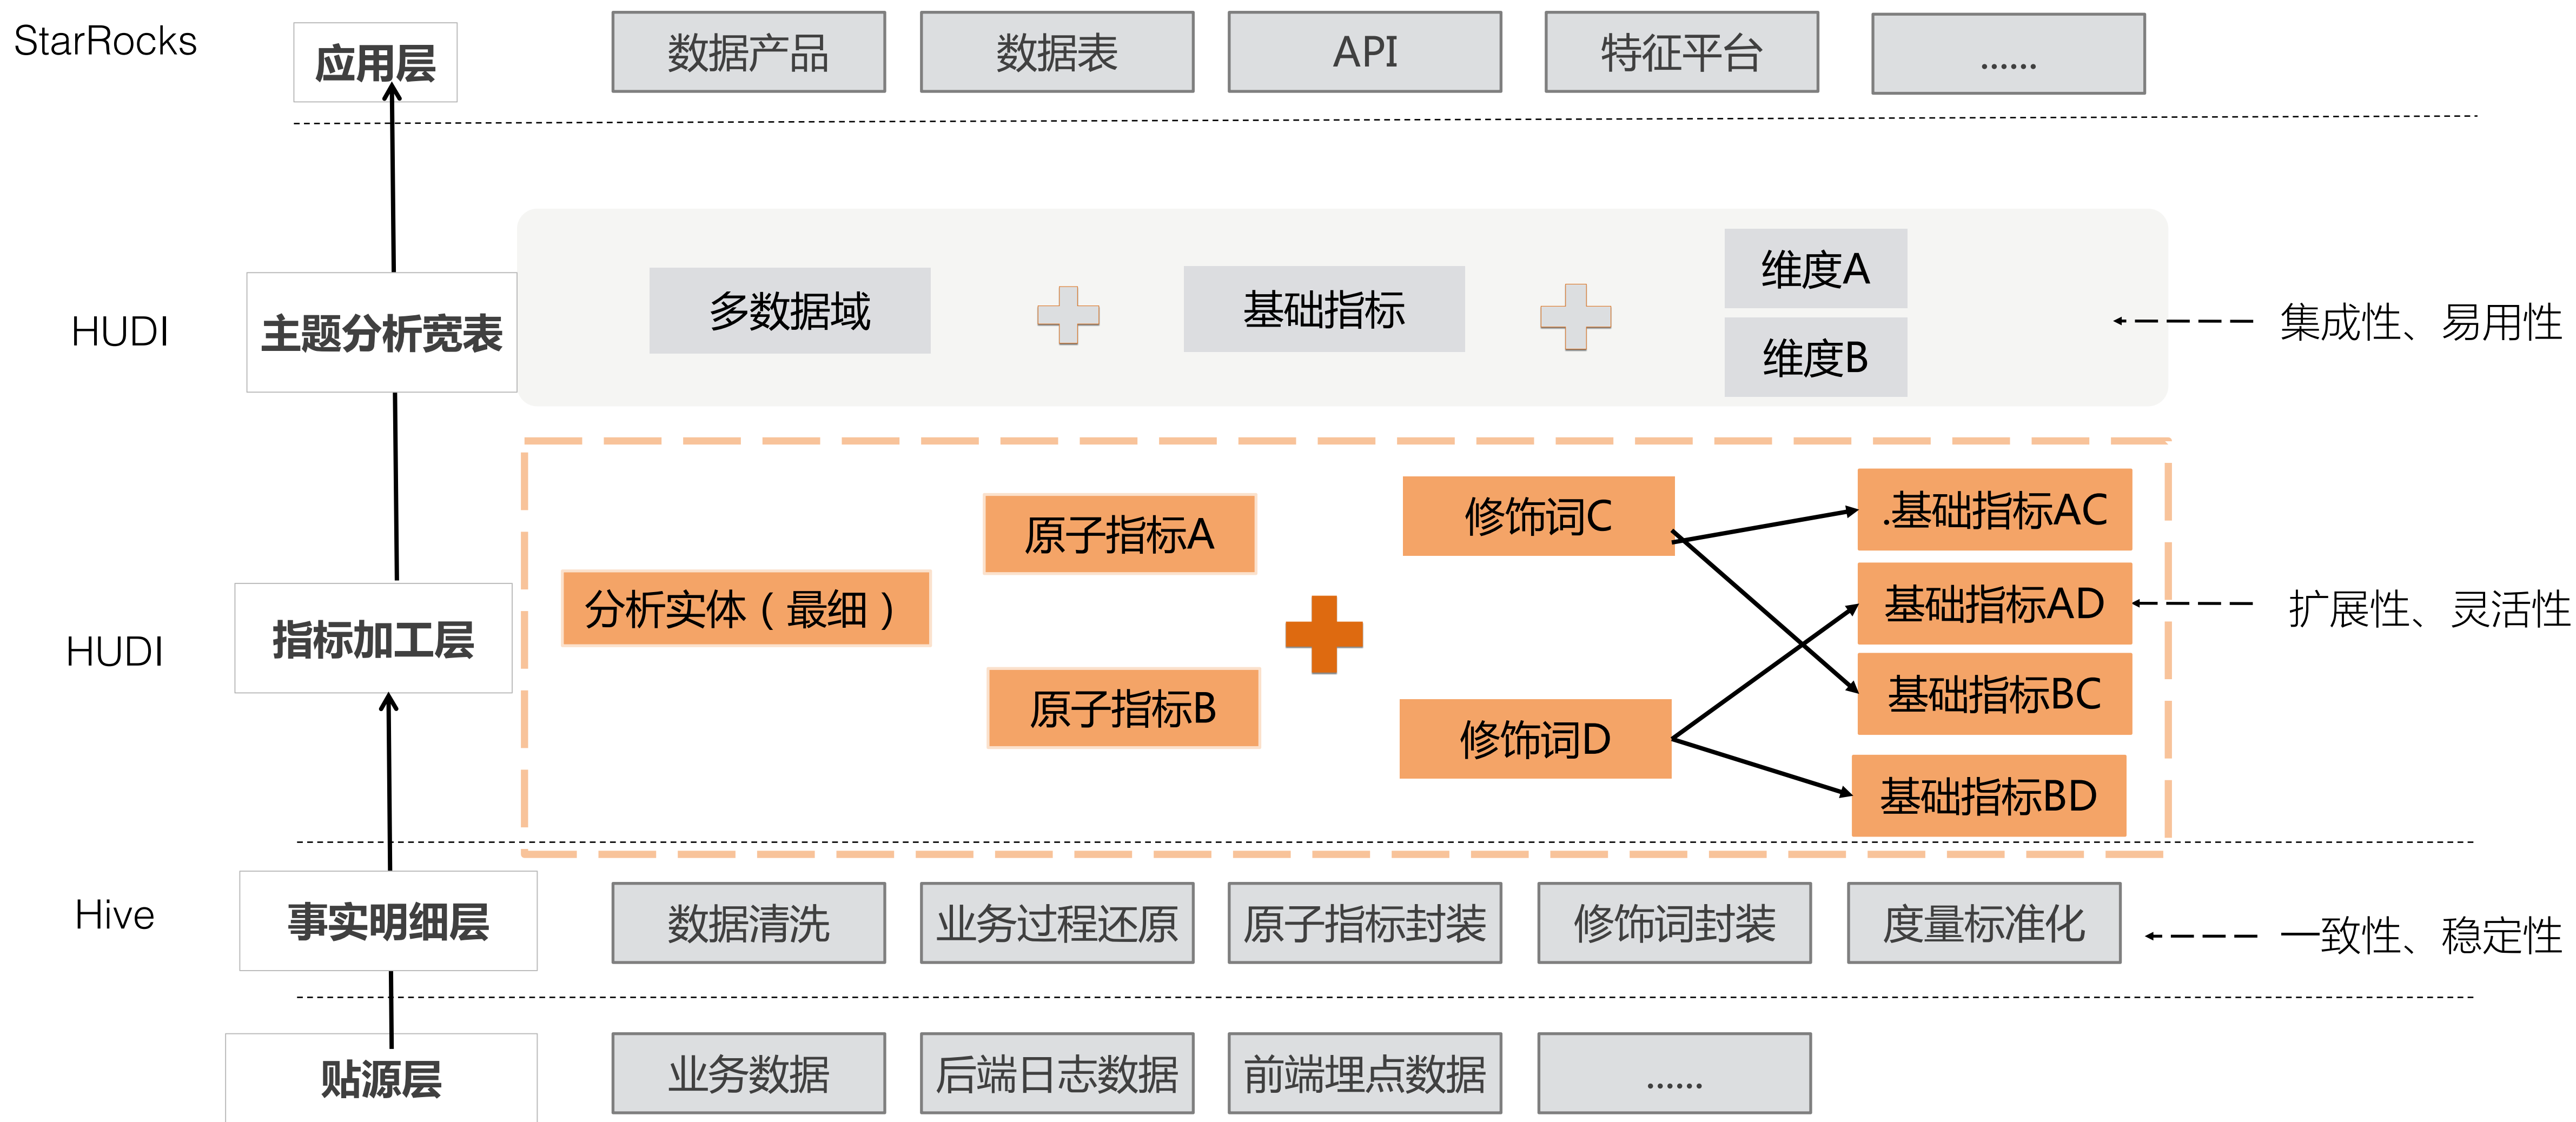 StarRocks
应用层
数据产品
数据表
API
特征平台
......
HUDI
主题分析宽表
多数据域
基础指标
维度A
维度B
集成性、易用性
HUDI
指标加工层
分析实体（最细）
原子指标A
原子指标B
修饰词C
修饰词D
.基础指标AC
基础指标AD
基础指标BC
基础指标BD
扩展性、灵活性
Hive
事实明细层
数据清洗
业务过程还原
原子指标封装
修饰词封装
度量标准化
一致性、稳定性
贴源层
业务数据
后端日志数据
前端埋点数据
......